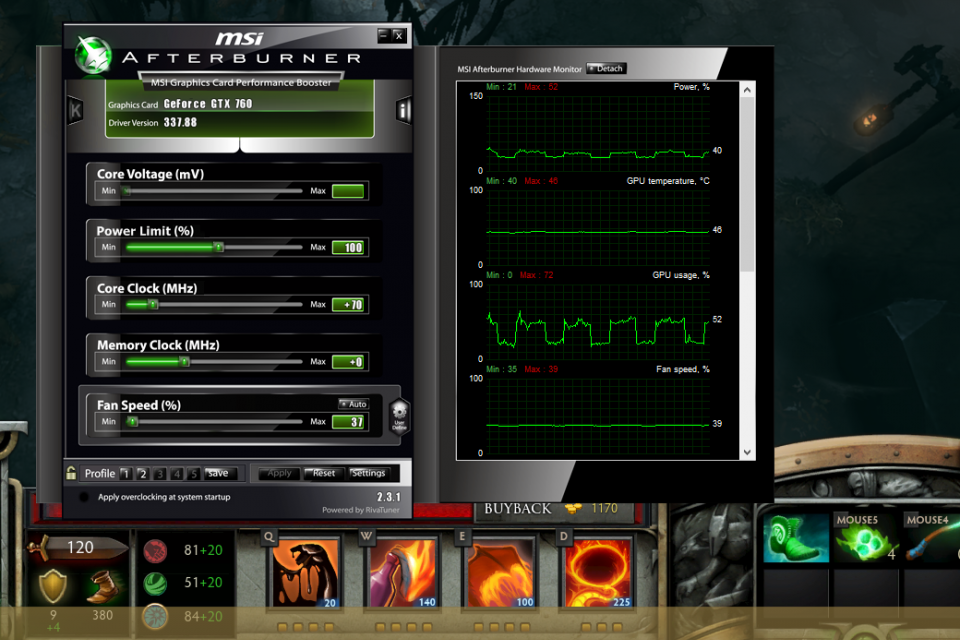 msi
AFTERBURNER
MSI Graphics Card Performance Booster
Graphics Card GeForce GTX 760
Driver Version 337.88
K
i
Core Voltage (mV)
Min Max
Power Limit (%)
Min Max 100
Core Clock (MHz)
Min Max +70
Memory Clock (MHz)
Min Max +0
Fan Speed (%) Auto
Min Max 37
User Define
Profile 1 2 3 4 5 Save Apply Reset Settings
Apply overclocking at system startup 2.3.1
Powered by RivaTuner
MSI Afterburner Hardware Monitor Detach
Min : 21 Max : 52 Power, %
150
40
0
Min : 40 Max : 46 GPU temperature, °C
100
46
0
Min : 0 Max : 72 GPU usage, %
100
52
0
Min : 35 Max : 39 Fan speed, %
100
39
0
BUYBACK 1170
120
81+20
51+20
84+20
9
+4
380
Q W E D
20 140 100 225
MOUSE5 MOUSE4
4